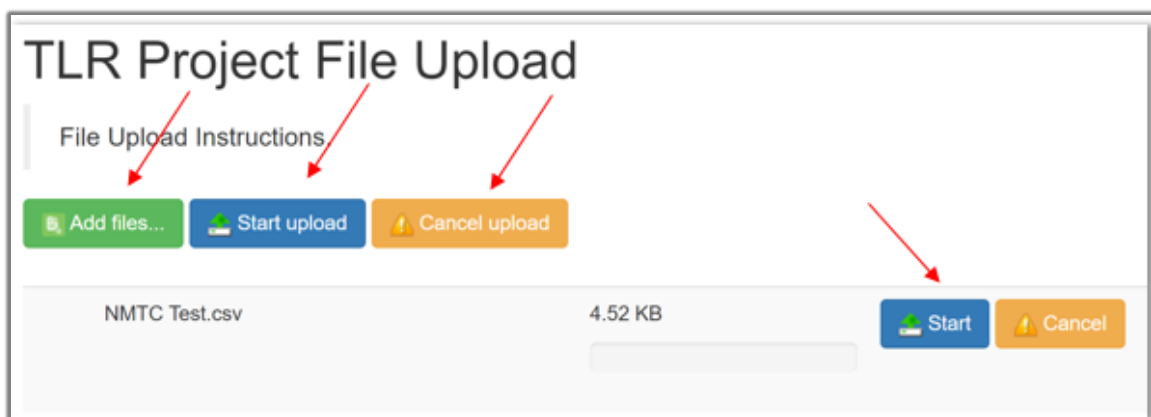 TLR Project File Upload
File Upload Instructions.
Add files... Start upload Cancel upload
NMTC Test.csv 4.52 KB Start Cancel